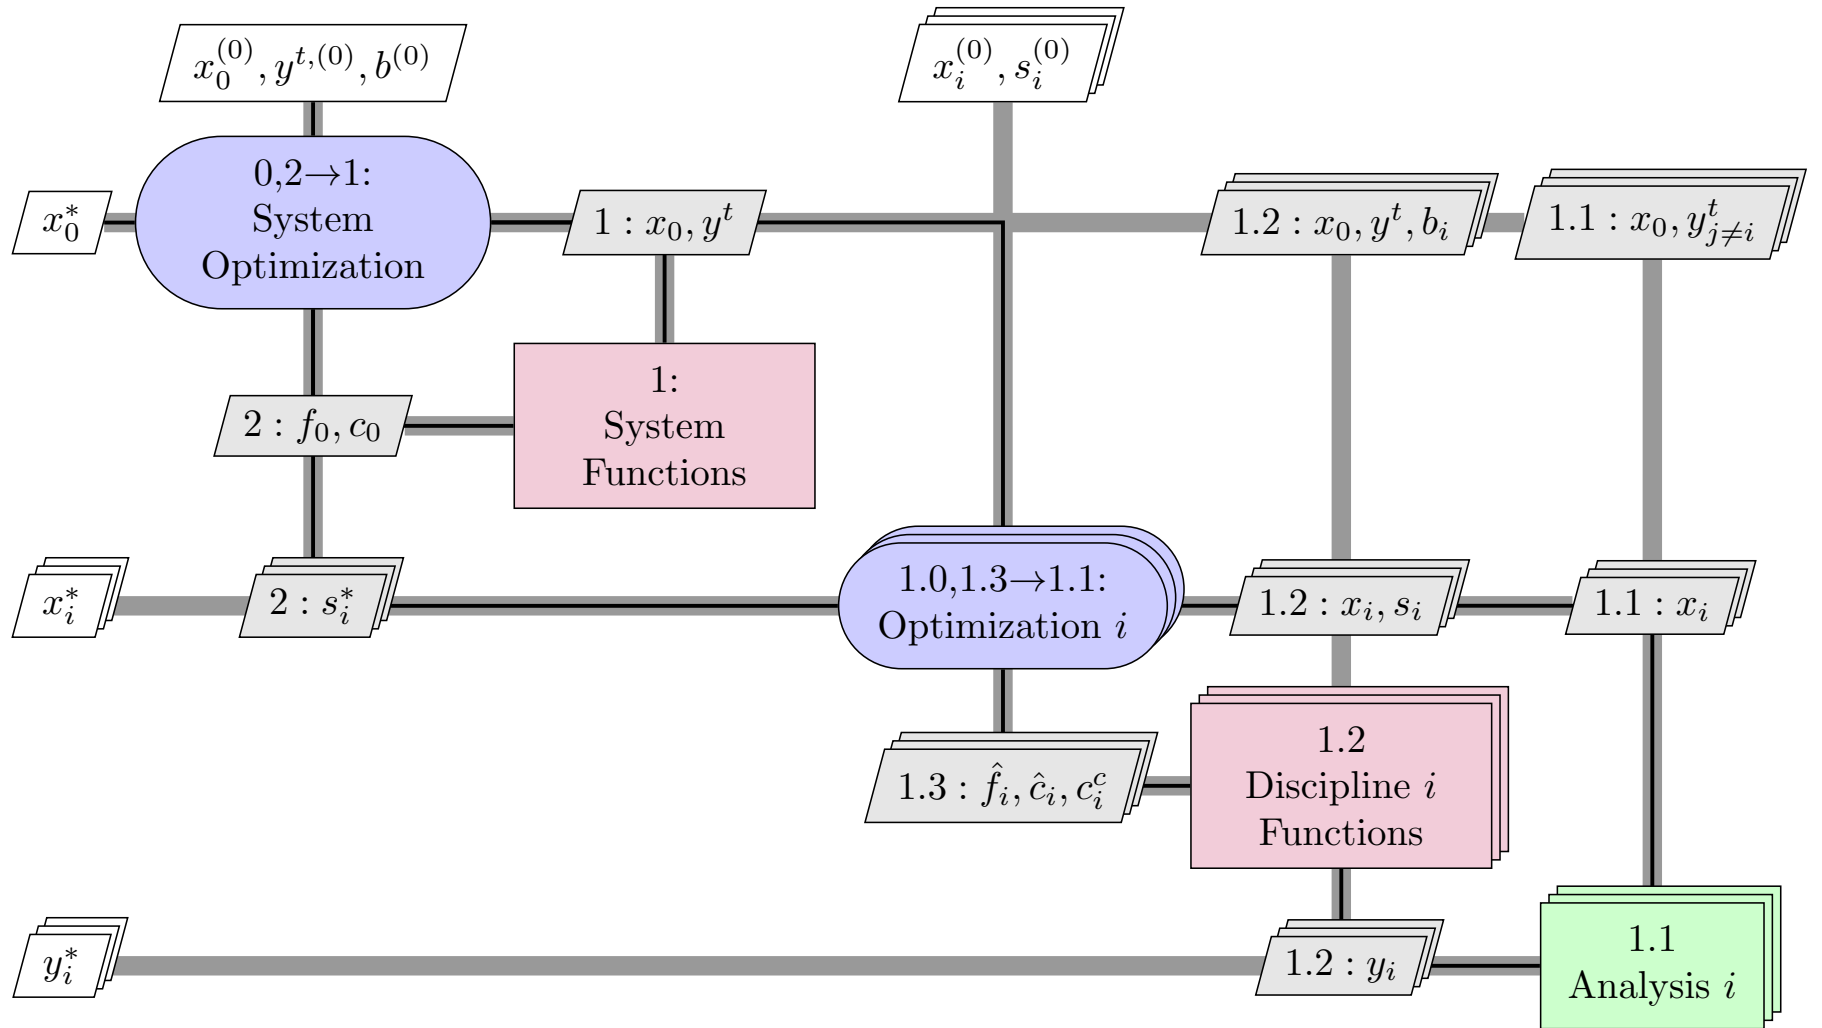 x_0^{(0)}, y^{t,(0)}, b^{(0)}
x_i^{(0)}, s_i^{(0)}
x_0^*
0,2→1:
System
Optimization
1 : x_0, y^t
1.2 : x_0, y^t, b_i
1.1 : x_0, y^t_{j≠i}
2 : f_0, c_0
1:
System
Functions
x_i^*
2 : s_i^*
1.0,1.3→1.1:
Optimization i
1.2 : x_i, s_i
1.1 : x_i
1.3 : \hat{f}_i, \hat{c}_i, c_i^c
1.2
Discipline i
Functions
y_i^*
1.2 : y_i
1.1
Analysis i